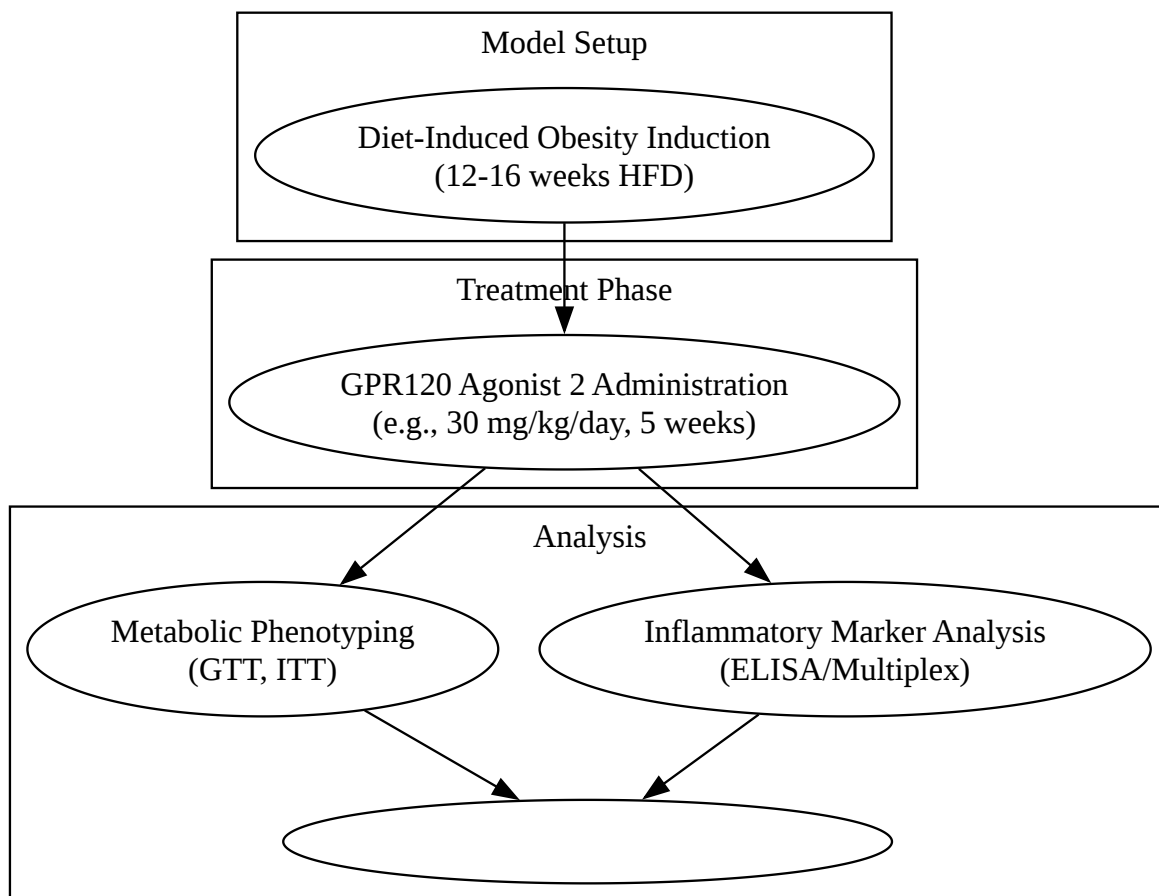 Model Setup
Diet-Induced Obesity Induction
(12-16 weeks HFD)
Treatment Phase
GPR120 Agonist 2 Administration
(e.g., 30 mg/kg/day, 5 weeks)
Analysis
Metabolic Phenotyping
(GTT, ITT)
Inflammatory Marker Analysis
(ELISA/Multiplex)